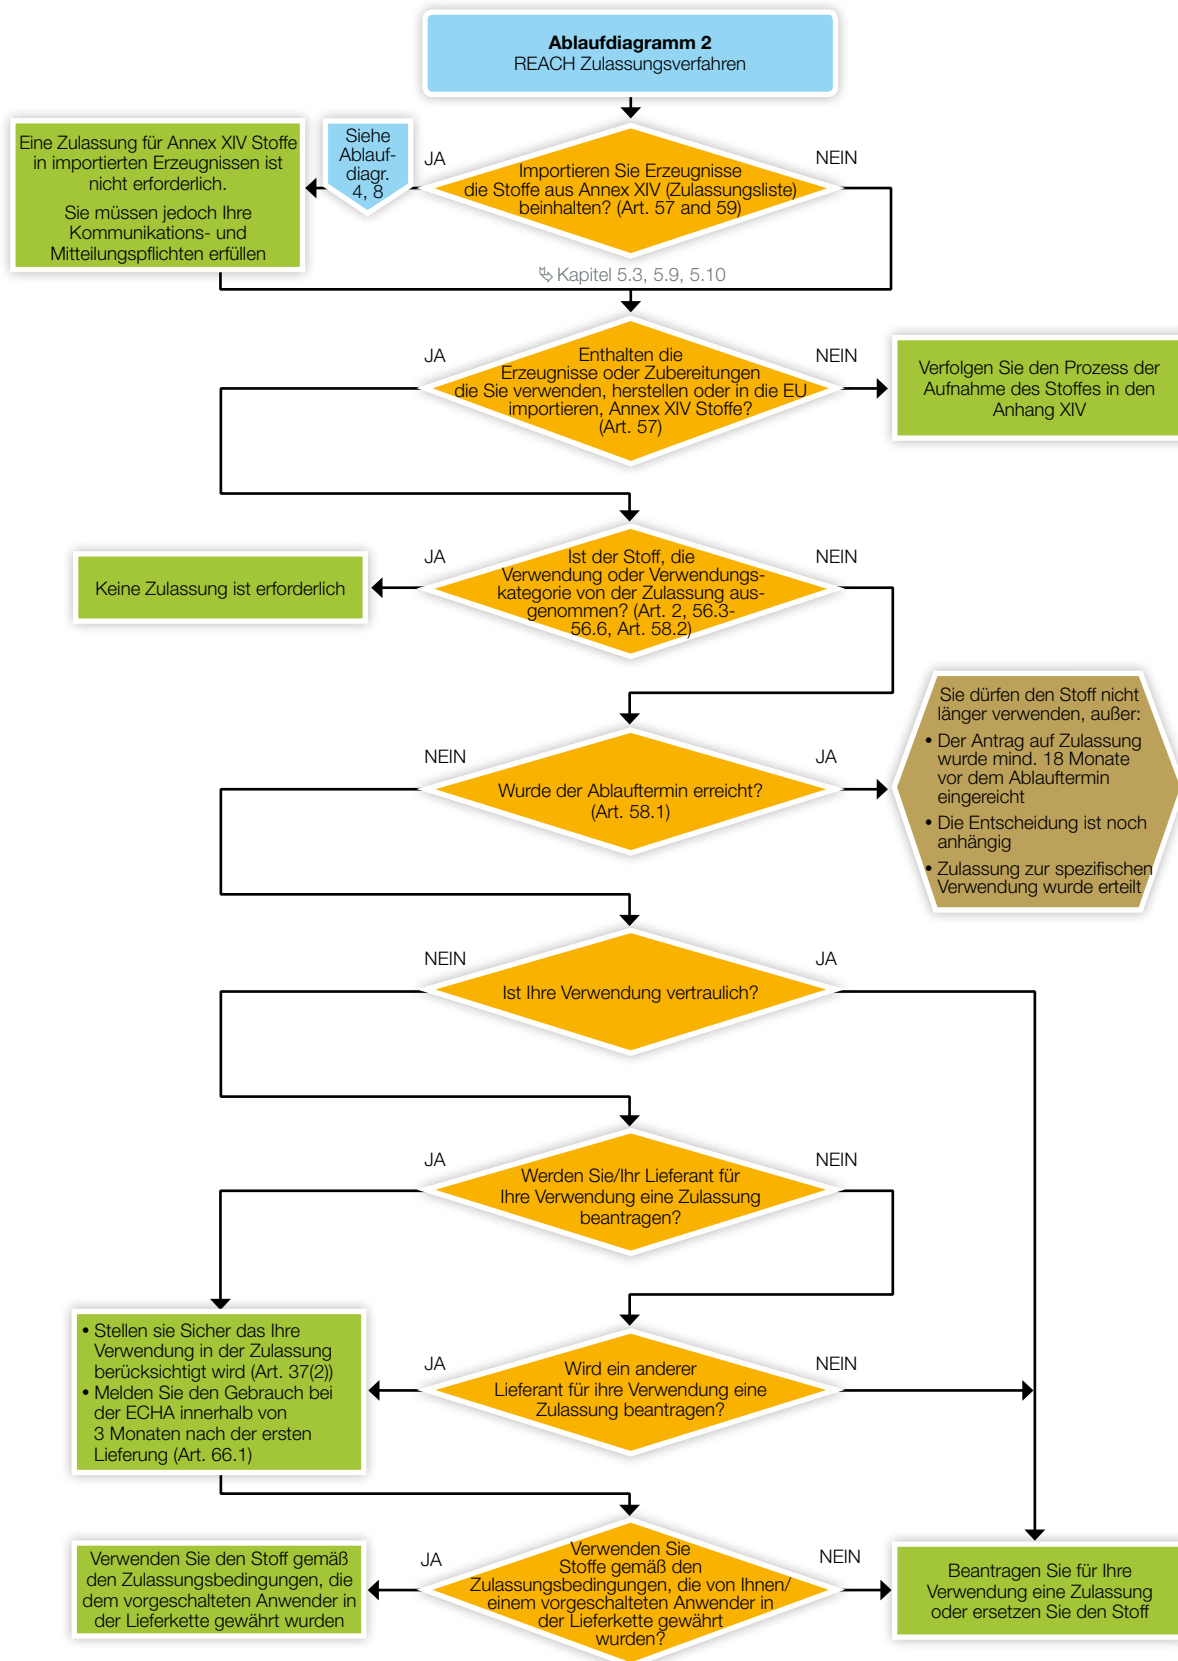 Ablaufdiagramm 2
REACH Zulassungsverfahren
Eine Zulassung für Annex XIV Stoffe
in importierten Erzeugnissen ist
nicht erforderlich.
Sie müssen jedoch Ihre
Kommunikations- und
Mitteilungspflichten erfüllen
Siehe
Ablauf-
diagr.
4, 8
JA
Importieren Sie Erzeugnisse
die Stoffe aus Annex XIV (Zulassungsliste)
beinhalten? (Art. 57 and 59)
NEIN
Kapitel 5.3, 5.9, 5.10
JA
Enthalten die
Erzeugnisse oder Zubereitungen
die Sie verwenden, herstellen oder in die EU
importieren, Annex XIV Stoffe?
(Art. 57)
NEIN
Verfolgen Sie den Prozess der
Aufnahme des Stoffes in den
Anhang XIV
Keine Zulassung ist erforderlich
JA
Ist der Stoff, die
Verwendung oder Verwendungs-
kategorie von der Zulassung aus-
genommen? (Art. 2, 56.3-
56.6, Art. 58.2)
NEIN
NEIN
Wurde der Ablauftermin erreicht?
(Art. 58.1)
JA
Sie dürfen den Stoff nicht
länger verwenden, außer:
• Der Antrag auf Zulassung
wurde mind. 18 Monate
vor dem Ablauftermin
eingereicht
• Die Entscheidung ist noch
anhängig
• Zulassung zur spezifischen
Verwendung wurde erteilt
NEIN
Ist Ihre Verwendung vertraulich?
JA
JA
Werden Sie/Ihr Lieferant für
Ihre Verwendung eine Zulassung
beantragen?
NEIN
• Stellen sie Sicher das Ihre
Verwendung in der Zulassung
berücksichtigt wird (Art. 37(2))
• Melden Sie den Gebrauch bei
der ECHA innerhalb von
3 Monaten nach der ersten
Lieferung (Art. 66.1)
JA
Wird ein anderer
Lieferant für ihre Verwendung eine
Zulassung beantragen?
NEIN
Verwenden Sie den Stoff gemäß
den Zulassungsbedingungen, die
dem vorgeschalteten Anwender in
der Lieferkette gewährt wurden
JA
Verwenden Sie
Stoffe gemäß den
Zulassungsbedingungen, die von Ihnen/
einem vorgeschalteten Anwender in
der Lieferkette gewährt
wurden?
NEIN
Beantragen Sie für Ihre
Verwendung eine Zulassung
oder ersetzen Sie den Stoff